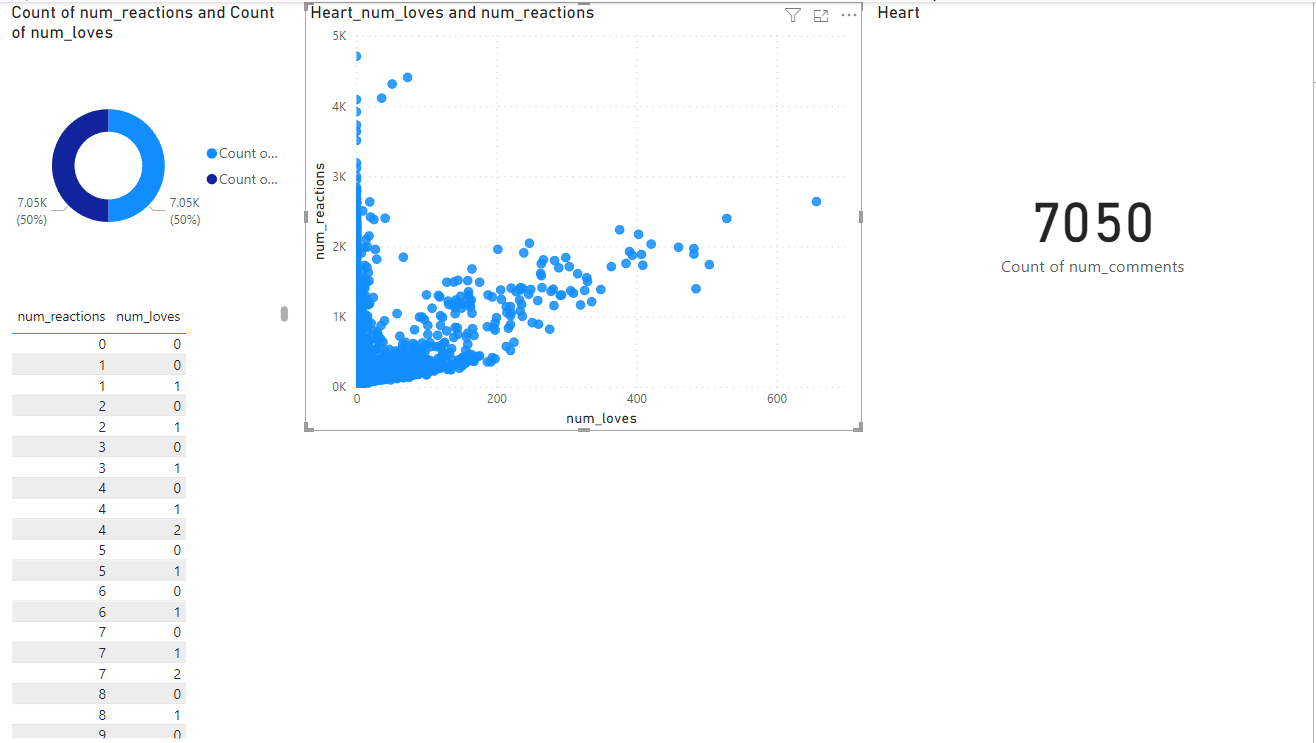 Count of num_reactions and Count
of num_loves
Count o...
Count o...
7.05K
(50%)
7.05K
(50%)
num_reactions num_loves
0 0
1 0
1 1
2 0
2 1
3 0
3 1
4 0
4 1
4 2
5 0
5 1
6 0
6 1
7 0
7 1
7 2
8 0
8 1
9 0
Heart_num_loves and num_reactions
5K
4K
3K
2K
1K
0K
num_reactions
0 200 400 600
num_loves
Heart
7050
Count of num_comments